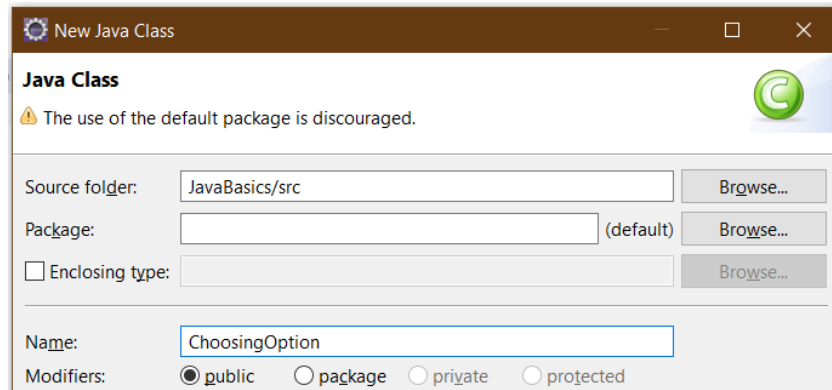 New Java Class
Java Class
The use of the default package is discouraged.
Source folder: JavaBasics/src Browse...
Package: (default) Browse...
Enclosing type: Browse...
Name: ChoosingOption
Modifiers: public package private protected